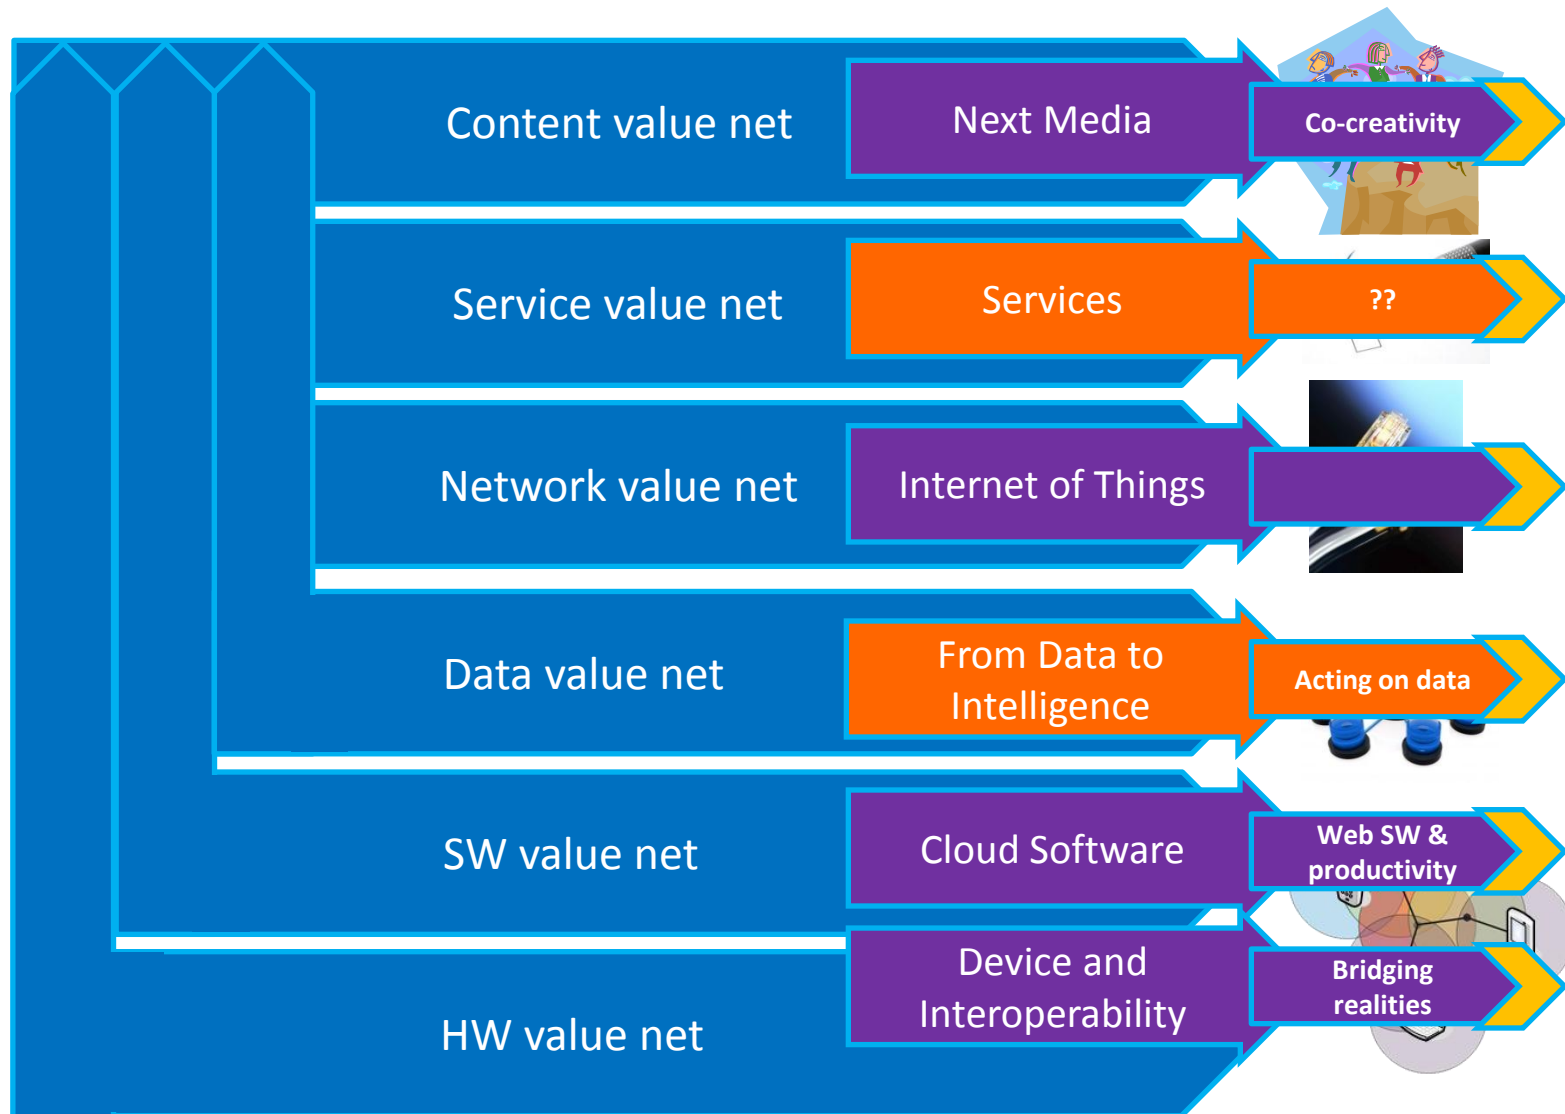 Content value net
Next Media
Co-creativity
Service value net
Services
??
Network value net
Internet of Things
Data value net
From Data to
Intelligence
Acting on data
SW value net
Cloud Software
Web SW &
productivity
HW value net
Device and
Interoperability
Bridging
realities